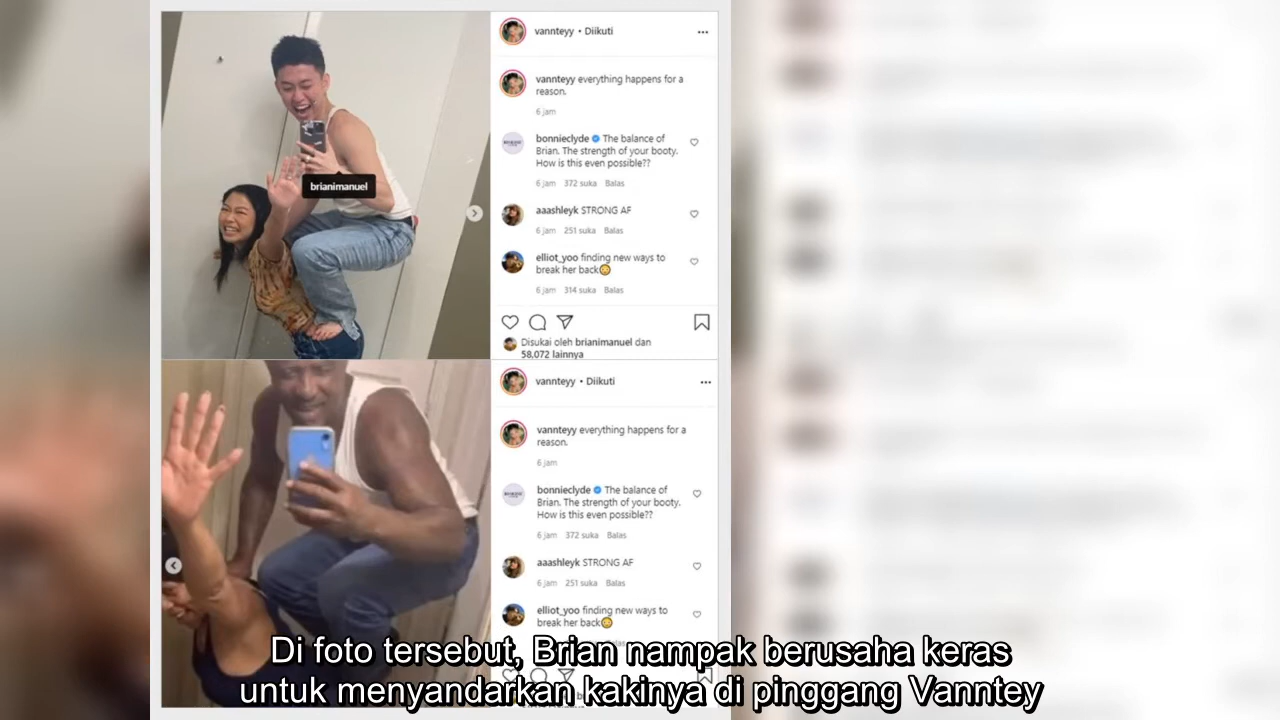 vannteyy • Diikuti
vannteyy everything happens for a
reason.
6 jam
bonnieclyde The balance of
Brian. The strength of your booty.
How is this even possible??
6 jam 372 suka Balas
aaashleyk STRONG AF
6 jam 251 suka Balas
elliot_yoo finding new ways to
break her back😳
6 jam 314 suka Balas
Disukai oleh brianimanuel dan
58,072 lainnya
brianimanuel
vannteyy • Diikuti
vannteyy everything happens for a
reason.
6 jam
bonnieclyde The balance of
Brian. The strength of your booty.
How is this even possible??
6 jam 372 suka Balas
aaashleyk STRONG AF
6 jam 251 suka Balas
elliot_yoo finding new ways to
break her back😳
Di foto tersebut, Brian nampak berusaha keras
untuk menyandarkan kakinya di pinggang Vanntey